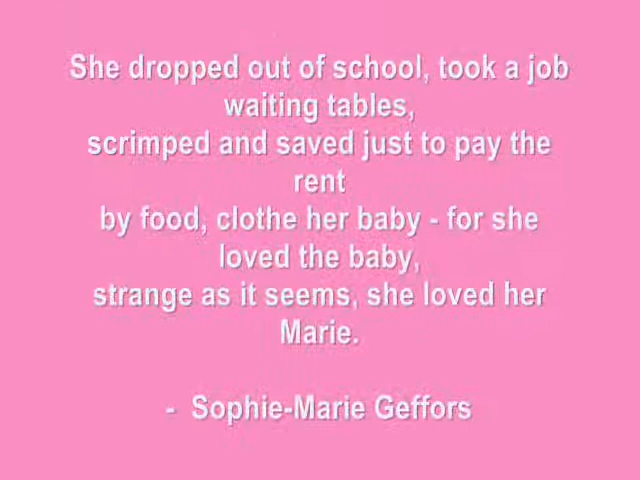 She dropped out of school, took a job
waiting tables,
scrimped and saved just to pay the
rent
by food, clothe her baby - for she
loved the baby,
strange as it seems, she loved her
Marie.
- Sophie-Marie Geffors